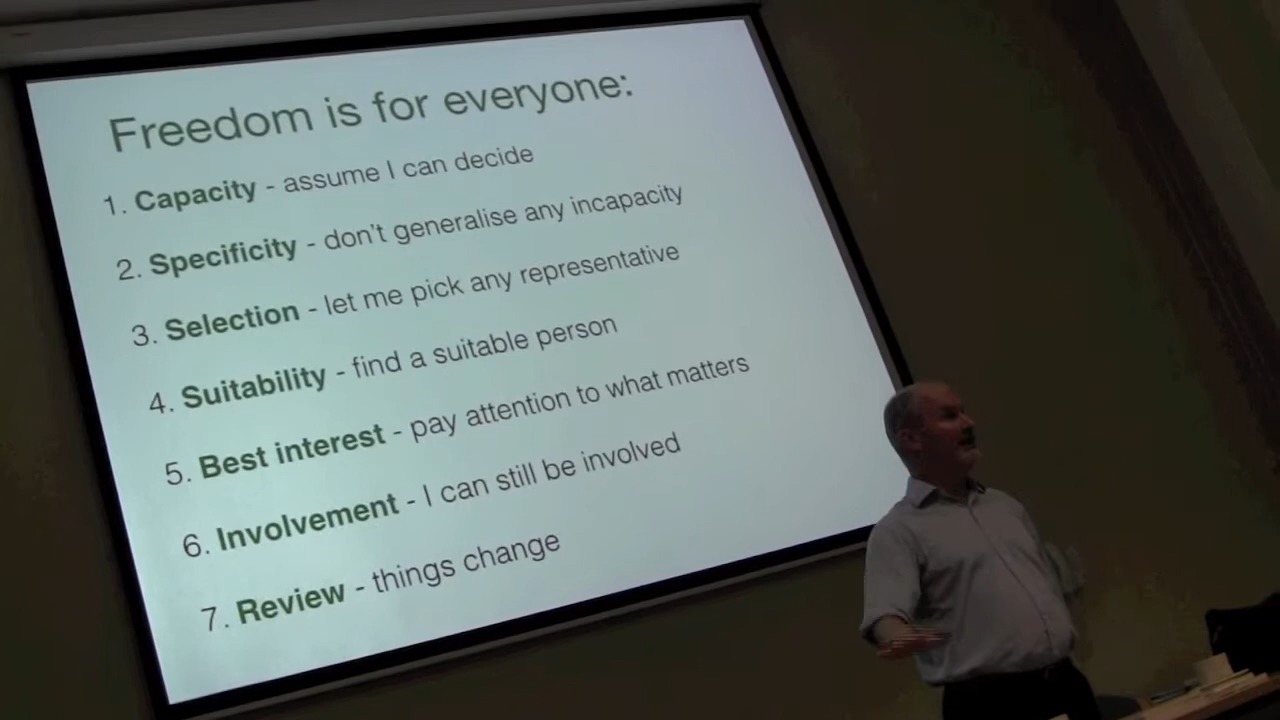 Freedom is for everyone:
1. Capacity - assume I can decide
2. Specificity - don't generalise any incapacity
3. Selection - let me pick any representative
4. Suitability - find a suitable person
5. Best interest - pay attention to what matters
6. Involvement - I can still be involved
7. Review - things change